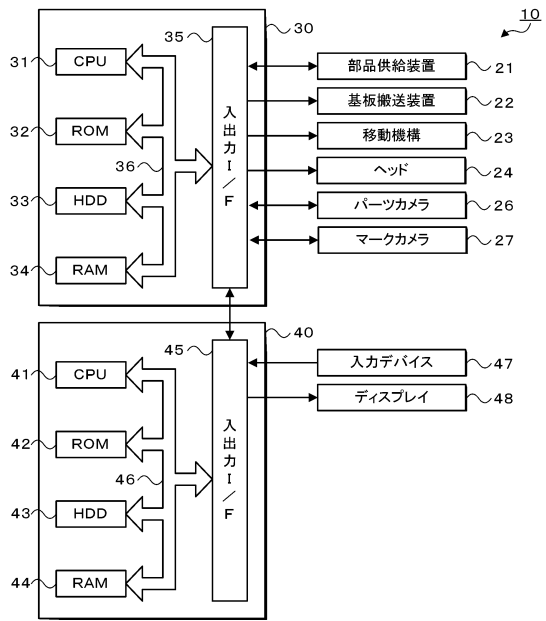 10
35
30
31
CPU
部品供給装置
21
基板搬送装置
22
32
ROM
入出力I/F
移動機構
23
36
ヘッド
24
33
HDD
パーツカメラ
26
マークカメラ
27
34
RAM
45
40
41
CPU
入力デバイス
47
ディスプレイ
48
42
ROM
入出力I/F
46
43
HDD
44
RAM